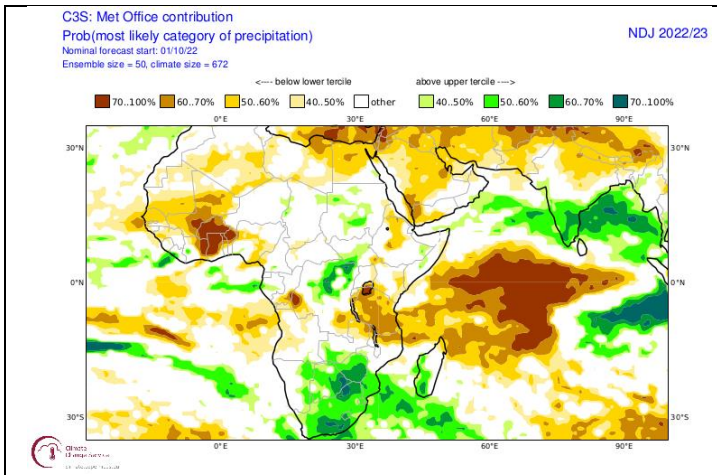 C3S: Met Office contribution
Prob(most likely category of precipitation)
NDJ 2022/23
Nominal forecast start: 01/10/22
Ensemble size = 50, climate size = 672
<---- below lower tercile above upper tercile ---->
70..100% 60..70% 50..60% 40..50% other 40..50% 50..60% 60..70% 70..100%
0°E 30°E 60°E 90°E
30°N 30°N
0°N 0°N
30°S 30°S
0°E 30°E 60°E 90°E
Climate
Change Service